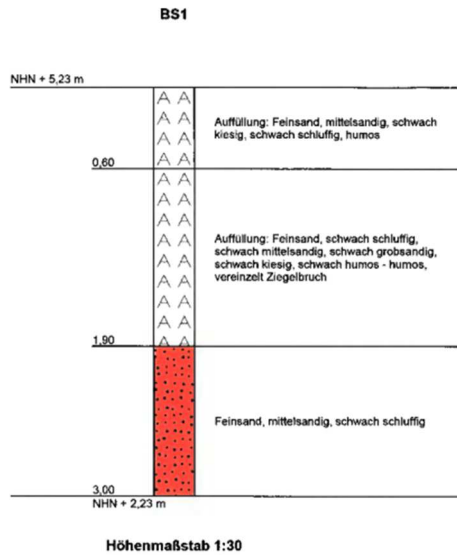 BS1
NHN + 5,23 m
Auffüllung: Feinsand, mittelsandig, schwach
kiesig, schwach schluffig, humos
0,60
Auffüllung: Feinsand, schwach schluffig,
schwach mittelsandig, schwach grobsandig,
schwach kiesig, schwach humos - humos,
vereinzelt Ziegelbruch
1,90
Feinsand, mittelsandig, schwach schluffig
3,00
NHN + 2,23 m
Höhenmaßstab 1:30